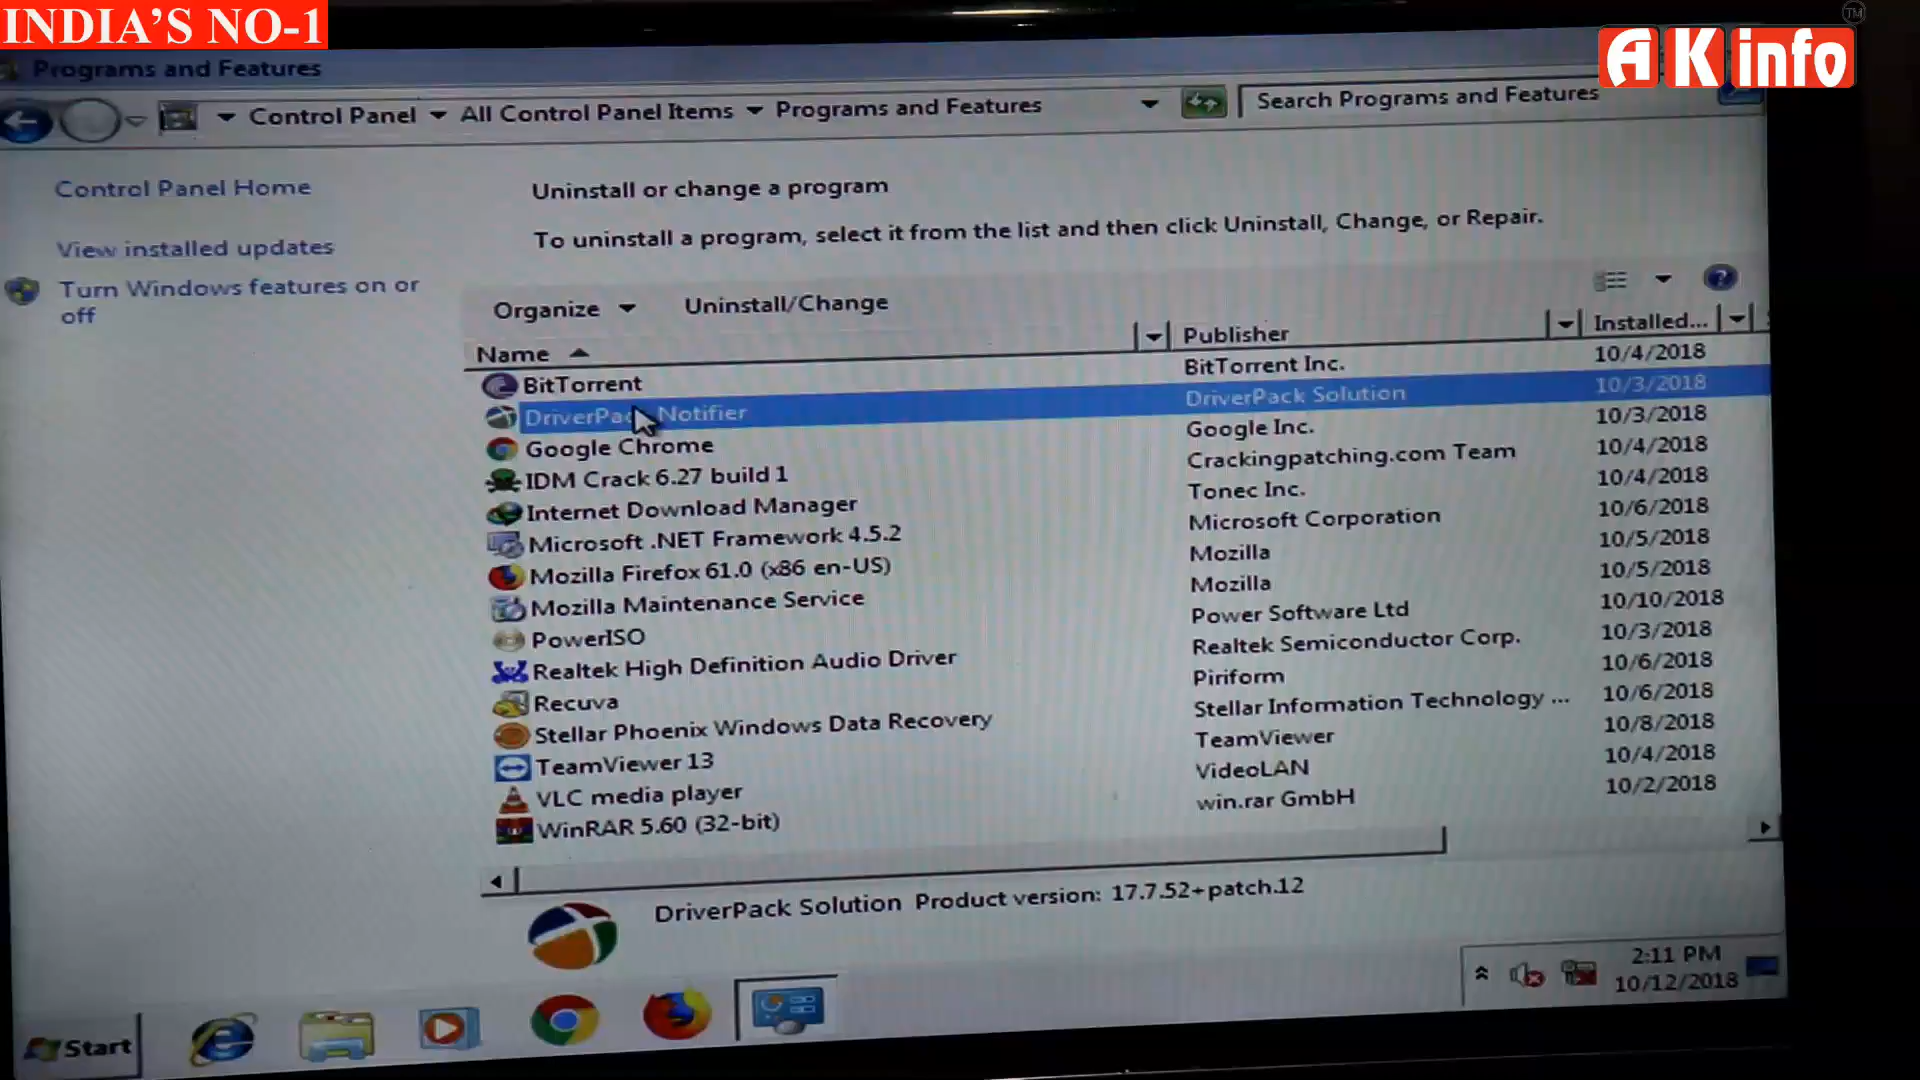 INDIA'S NO-1
AK info
TM
Programs and Features
Control Panel All Control Panel Items Programs and Features
Search Programs and Features
Control Panel Home
View installed updates
Turn Windows features on or
off
Uninstall or change a program
To uninstall a program, select it from the list and then click Uninstall, Change, or Repair.
Organize Uninstall/Change
Name Publisher Installed...
BitTorrent BitTorrent Inc. 10/4/2018
DriverPack Notifier DriverPack Solution 10/3/2018
Google Chrome Google Inc. 10/3/2018
IDM Crack 6.27 build 1 Crackingpatching.com Team 10/4/2018
Internet Download Manager Tonec Inc. 10/4/2018
Microsoft .NET Framework 4.5.2 Microsoft Corporation 10/6/2018
Mozilla Firefox 61.0 (x86 en-US) Mozilla 10/5/2018
Mozilla Maintenance Service Mozilla 10/5/2018
PowerISO Power Software Ltd 10/10/2018
Realtek High Definition Audio Driver Realtek Semiconductor Corp. 10/3/2018
Recuva Piriform 10/6/2018
Stellar Phoenix Windows Data Recovery Stellar Information Technology ... 10/6/2018
TeamViewer 13 TeamViewer 10/8/2018
VLC media player VideoLAN 10/4/2018
WinRAR 5.60 (32-bit) win.rar GmbH 10/2/2018
DriverPack Solution Product version: 17.7.52+patch.12
Start
2:11 PM
10/12/2018